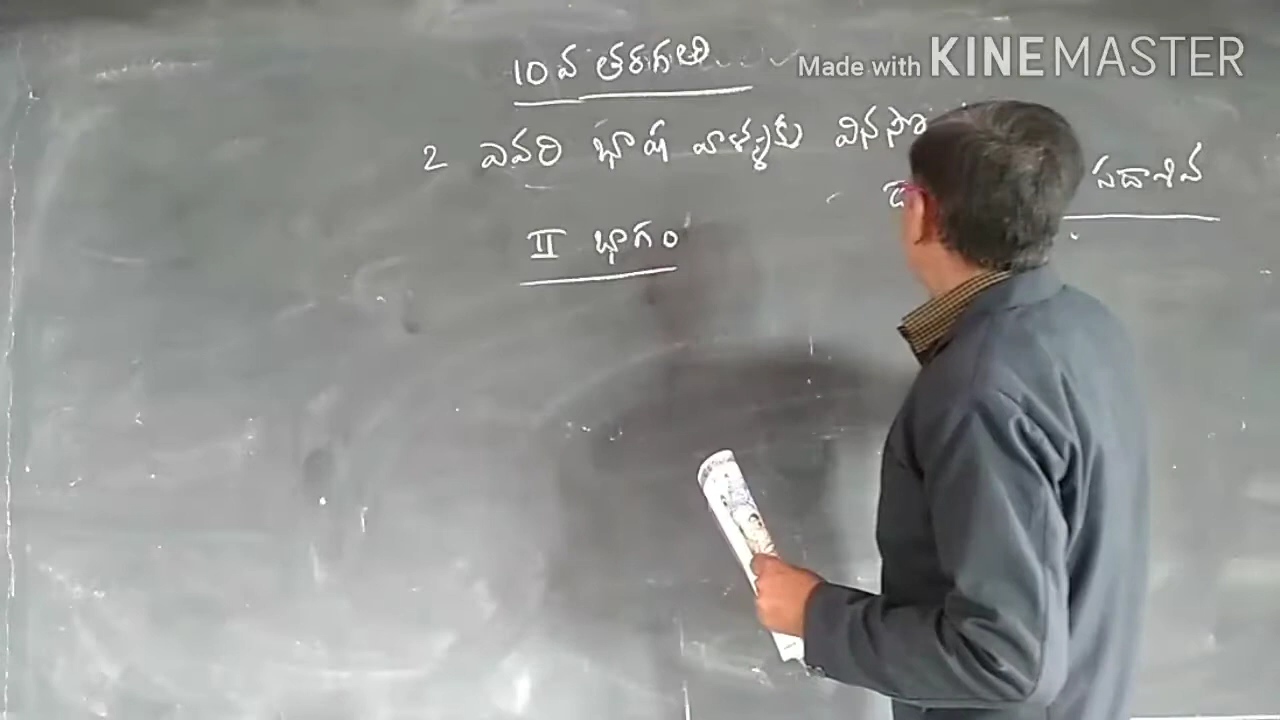 Made with KINEMASTER
10వ తరగతి
2 ఎవరి భాష వాళ్ళకు వినసొ
సదాశివ
II భాగం